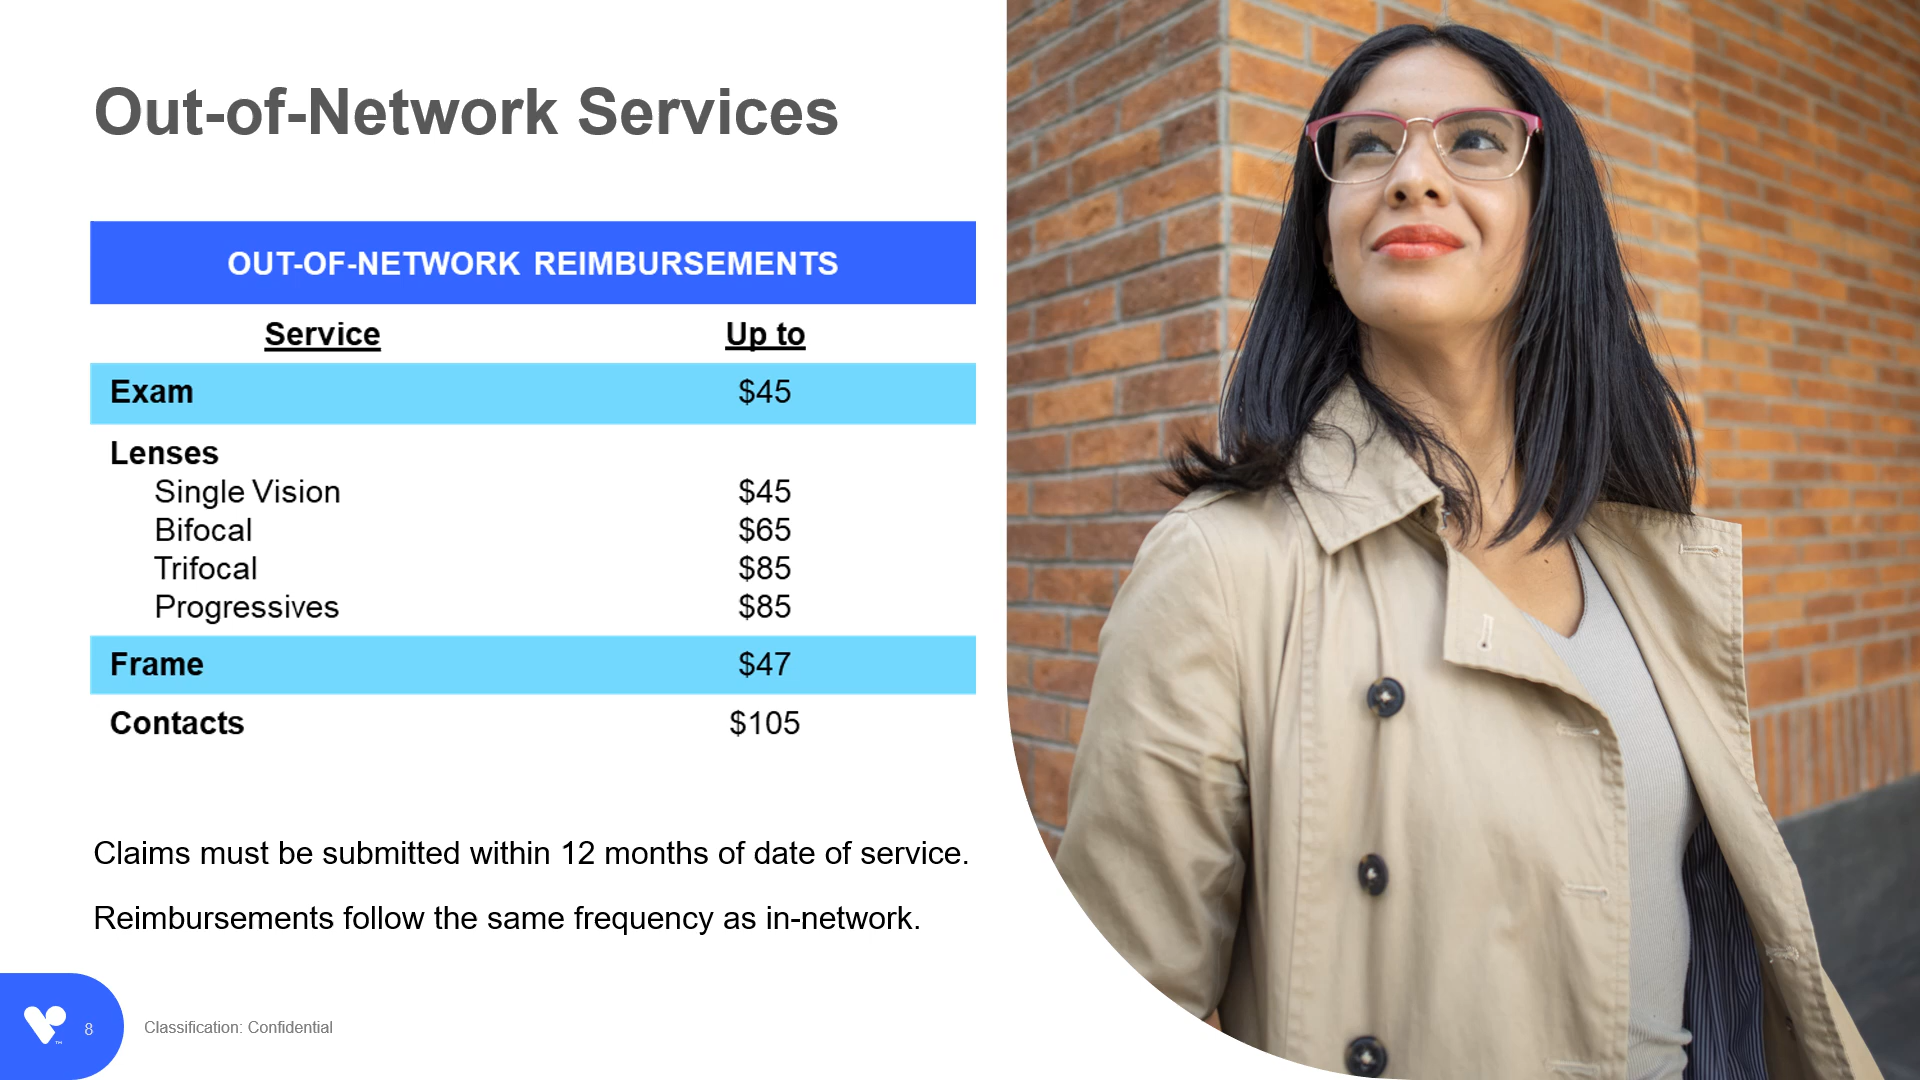 Out-of-Network Services
OUT-OF-NETWORK REIMBURSEMENTS
Service Up to
Exam $45
Lenses
Single Vision $45
Bifocal $65
Trifocal $85
Progressives $85
Frame $47
Contacts $105
Claims must be submitted within 12 months of date of service.
Reimbursements follow the same frequency as in-network.
8 Classification: Confidential
™